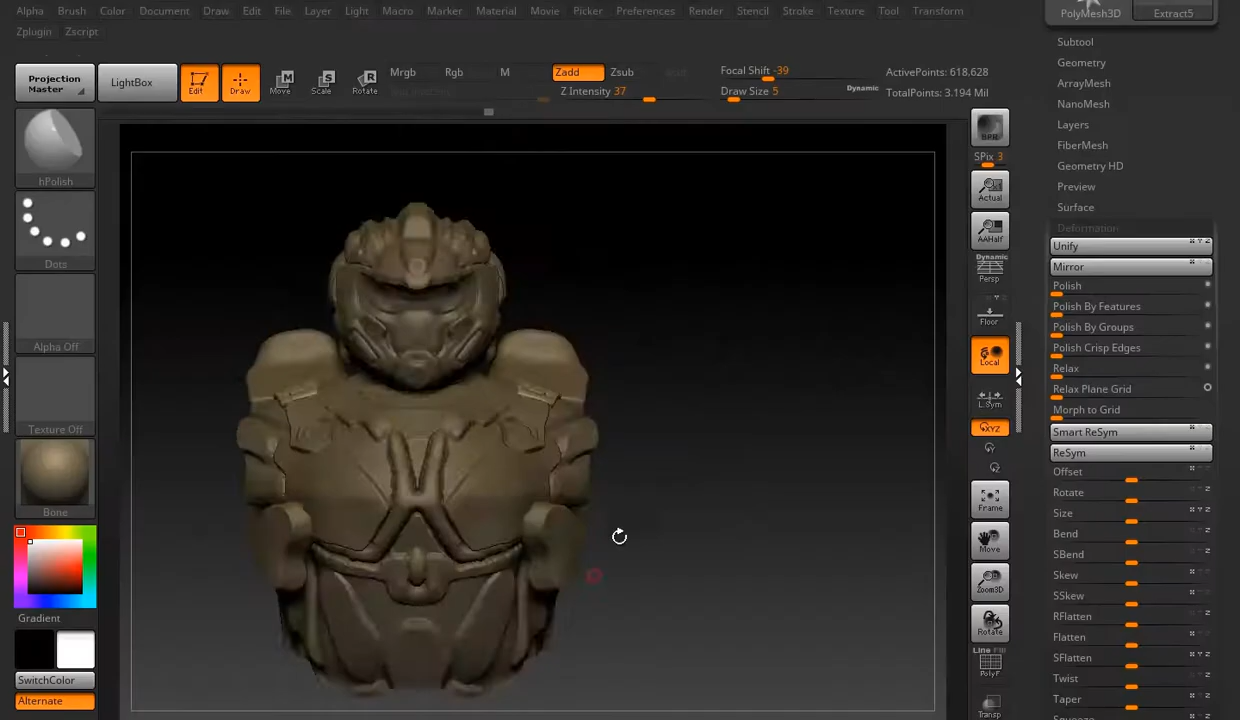 Alpha Brush Color Document Draw Edit File Layer Light Macro Marker Material Movie Picker Preferences Render Stencil Stroke Texture Tool Transform
Zplugin Zscript
PolyMesh3D Extract5
Projection Master
LightBox
Edit
Draw
Move
Scale
Rotate
Mrgb Rgb M
Zadd Zsub
Z Intensity 37
Focal Shift -39
Draw Size 5
Dynamic
ActivePoints: 618,628
TotalPoints: 3.194 Mil
hPolish
Dots
Alpha Off
Texture Off
Bone
Gradient
SwitchColor
Alternate
BPR
SPix 3
Actual
AAHalf
Dynamic
Persp
Floor
Local
L.Sym
XYZ
Frame
Move
Zoom3D
Rotate
Line Fill
PolyF
Transp
Subtool
Geometry
ArrayMesh
NanoMesh
Layers
FiberMesh
Geometry HD
Preview
Surface
Deformation
Unify
Mirror
Polish
Polish By Features
Polish By Groups
Polish Crisp Edges
Relax
Relax Plane Grid
Morph to Grid
Smart ReSym
ReSym
Offset
Rotate
Size
Bend
SBend
Skew
SSkew
RFlatten
Flatten
SFlatten
Twist
Taper